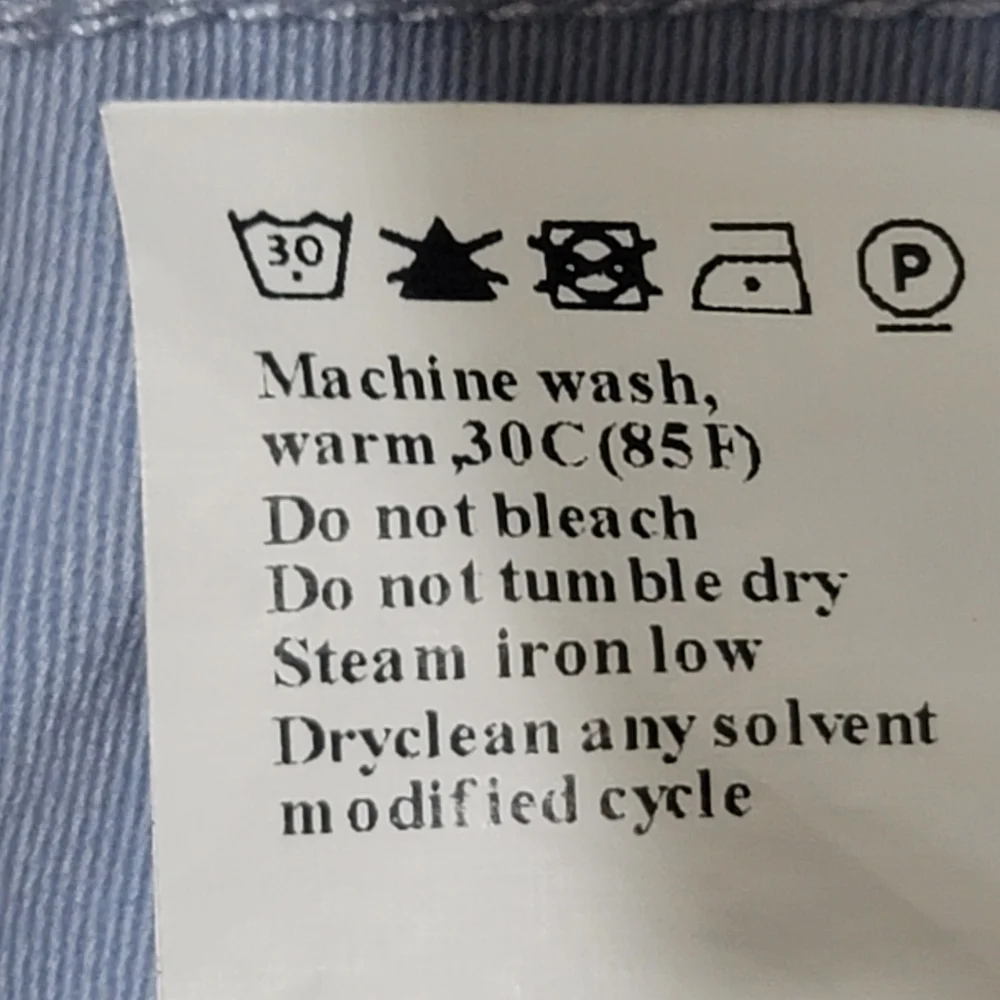 30
P
Machine wash,
warm,30C(85F)
Do not bleach
Do not tumble dry
Steam iron low
Dryclean any solvent
modified cycle